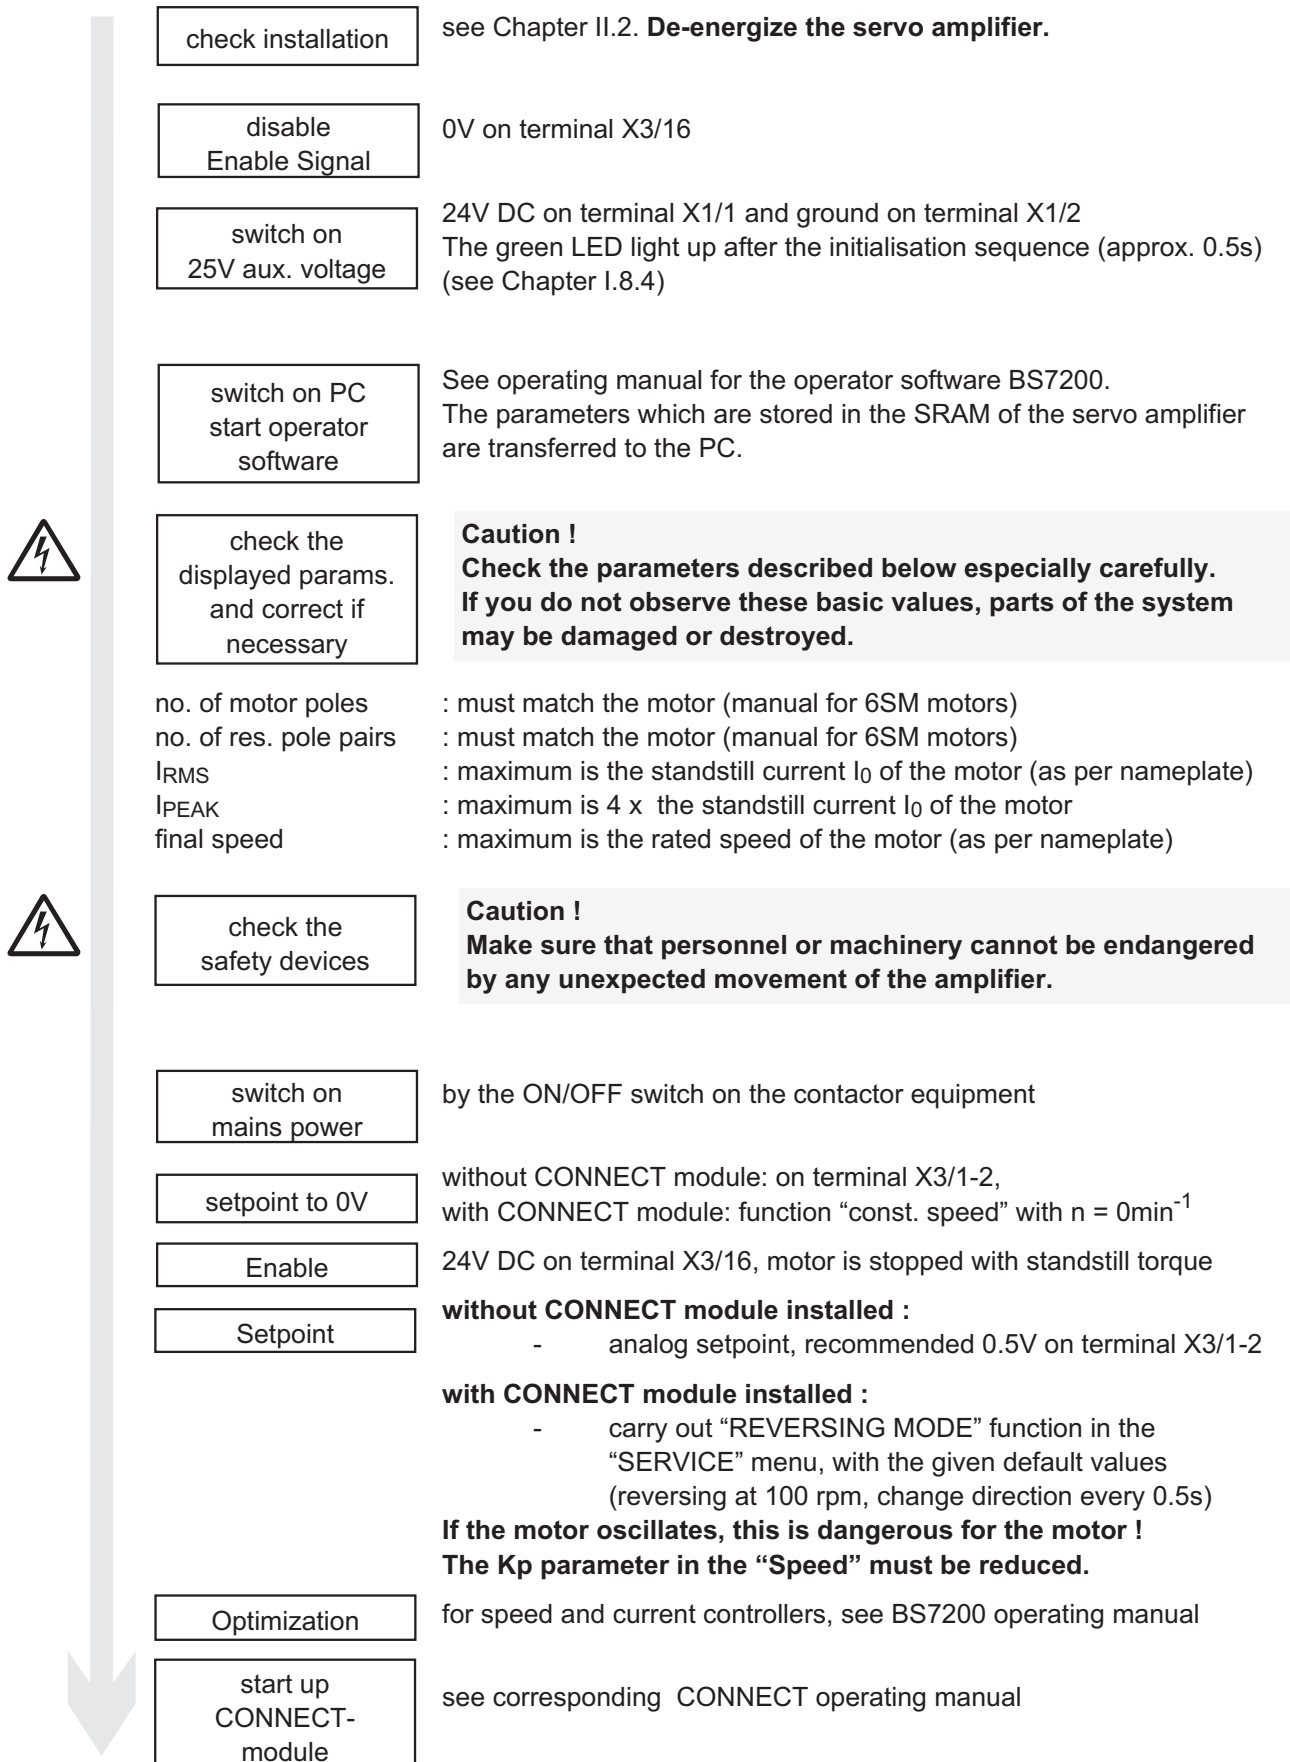 check installation
see Chapter II.2. De-energize the servo amplifier.
disable
Enable Signal
0V on terminal X3/16
switch on
25V aux. voltage
24V DC on terminal X1/1 and ground on terminal X1/2
The green LED light up after the initialisation sequence (approx. 0.5s)
(see Chapter I.8.4)
switch on PC
start operator
software
See operating manual for the operator software BS7200.
The parameters which are stored in the SRAM of the servo amplifier
are transferred to the PC.
check the
displayed params.
and correct if
necessary
Caution !
Check the parameters described below especially carefully.
If you do not observe these basic values, parts of the system
may be damaged or destroyed.
no. of motor poles : must match the motor (manual for 6SM motors)
no. of res. pole pairs : must match the motor (manual for 6SM motors)
IRMS : maximum is the standstill current I0 of the motor (as per nameplate)
IPEAK : maximum is 4 x the standstill current I0 of the motor
final speed : maximum is the rated speed of the motor (as per nameplate)
check the
safety devices
Caution !
Make sure that personnel or machinery cannot be endangered
by any unexpected movement of the amplifier.
switch on
mains power
by the ON/OFF switch on the contactor equipment
setpoint to 0V
without CONNECT module: on terminal X3/1-2,
with CONNECT module: function “const. speed” with n = 0min-1
Enable
24V DC on terminal X3/16, motor is stopped with standstill torque
Setpoint
without CONNECT module installed :
- analog setpoint, recommended 0.5V on terminal X3/1-2
with CONNECT module installed :
- carry out “REVERSING MODE” function in the
“SERVICE” menu, with the given default values
(reversing at 100 rpm, change direction every 0.5s)
If the motor oscillates, this is dangerous for the motor !
The Kp parameter in the “Speed” must be reduced.
Optimization
for speed and current controllers, see BS7200 operating manual
start up
CONNECT-
module
see corresponding CONNECT operating manual